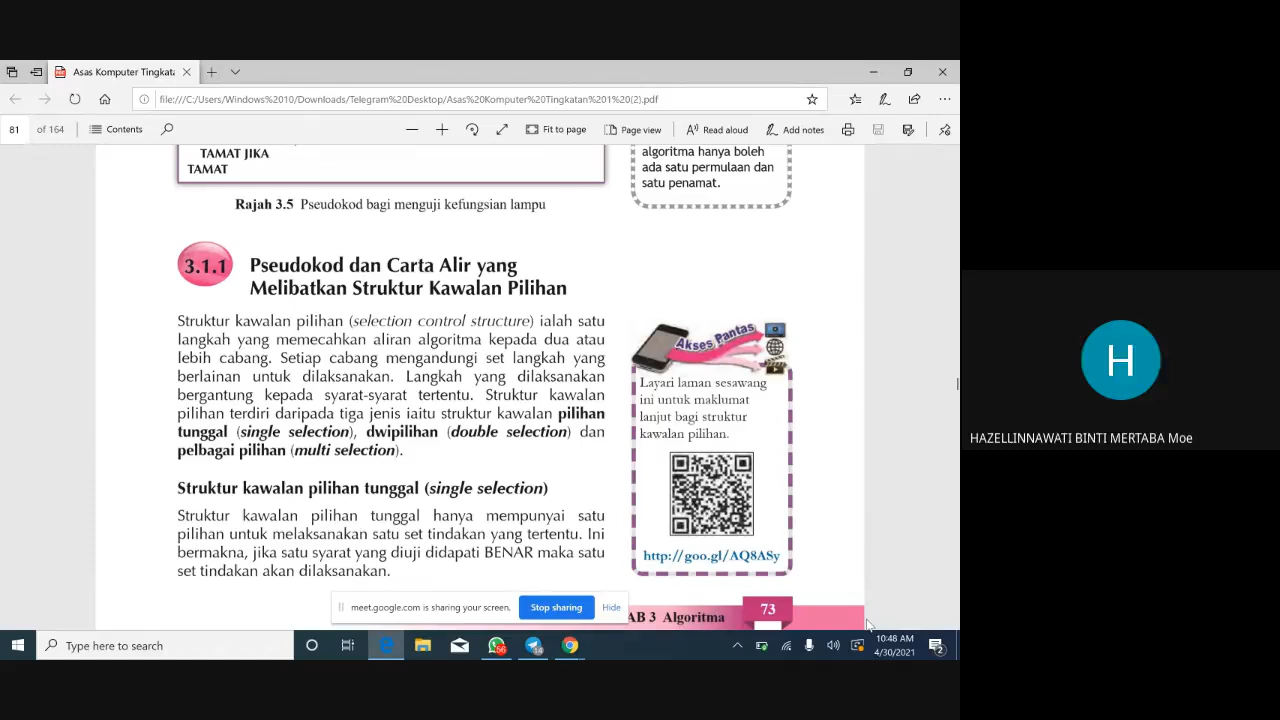 Asas Komputer Tingkata
file:///C:/Users/Windows%2010/Downloads/Telegram%20Desktop/Asas%20Komputer%20Tingkatan%201%20(2).pdf
81 of 164 Contents Fit to page Page view Read aloud Add notes
TAMAT JIKA
TAMAT
algoritma hanya boleh
ada satu permulaan dan
satu penamat.
Rajah 3.5 Pseudokod bagi menguji kefungsian lampu
3.1.1 Pseudokod dan Carta Alir yang
Melibatkan Struktur Kawalan Pilihan
Struktur kawalan pilihan (selection control structure) ialah satu
langkah yang memecahkan aliran algoritma kepada dua atau
lebih cabang. Setiap cabang mengandungi set langkah yang
berlainan untuk dilaksanakan. Langkah yang dilaksanakan
bergantung kepada syarat-syarat tertentu. Struktur kawalan
pilihan terdiri daripada tiga jenis iaitu struktur kawalan pilihan
tunggal (single selection), dwipilihan (double selection) dan
pelbagai pilihan (multi selection).
Struktur kawalan pilihan tunggal (single selection)
Struktur kawalan pilihan tunggal hanya mempunyai satu
pilihan untuk melaksanakan satu set tindakan yang tertentu. Ini
bermakna, jika satu syarat yang diuji didapati BENAR maka satu
set tindakan akan dilaksanakan.
Akses Pantas
Layari laman sesawang
ini untuk maklumat
lanjut bagi struktur
kawalan pilihan.
http://goo.gl/AQ8ASy
meet.google.com is sharing your screen. Stop sharing Hide
AB 3 Algoritma 73
H
HAZELLINNAWATI BINTI MERTABA Moe
Type here to search
56
14
10:48 AM
4/30/2021
2